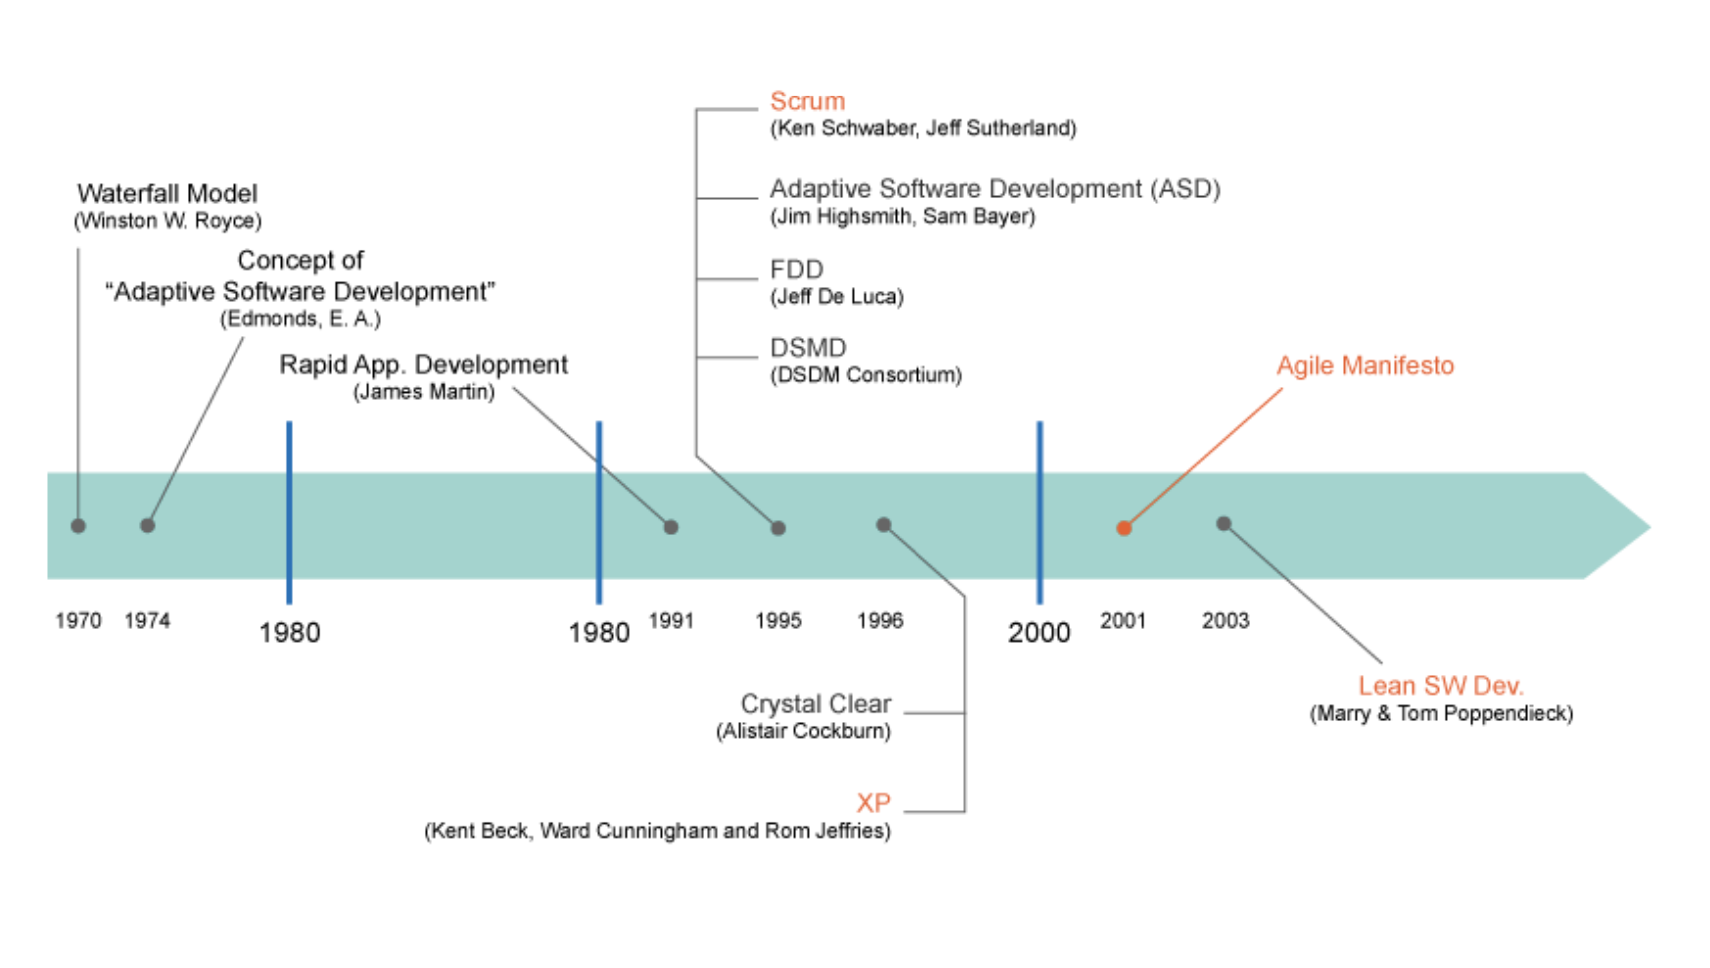 Scrum
(Ken Schwaber, Jeff Sutherland)
Adaptive Software Development (ASD)
(Jim Highsmith, Sam Bayer)
Waterfall Model
(Winston W. Royce)
Concept of
“Adaptive Software Development”
(Edmonds, E. A.)
FDD
(Jeff De Luca)
DSMD
(DSDM Consortium)
Rapid App. Development
(James Martin)
Agile Manifesto
1970
1974
1980
1980
1991
1995
1996
2000
2001
2003
Crystal Clear
(Alistair Cockburn)
Lean SW Dev.
(Marry & Tom Poppendieck)
XP
(Kent Beck, Ward Cunningham and Rom Jeffries)